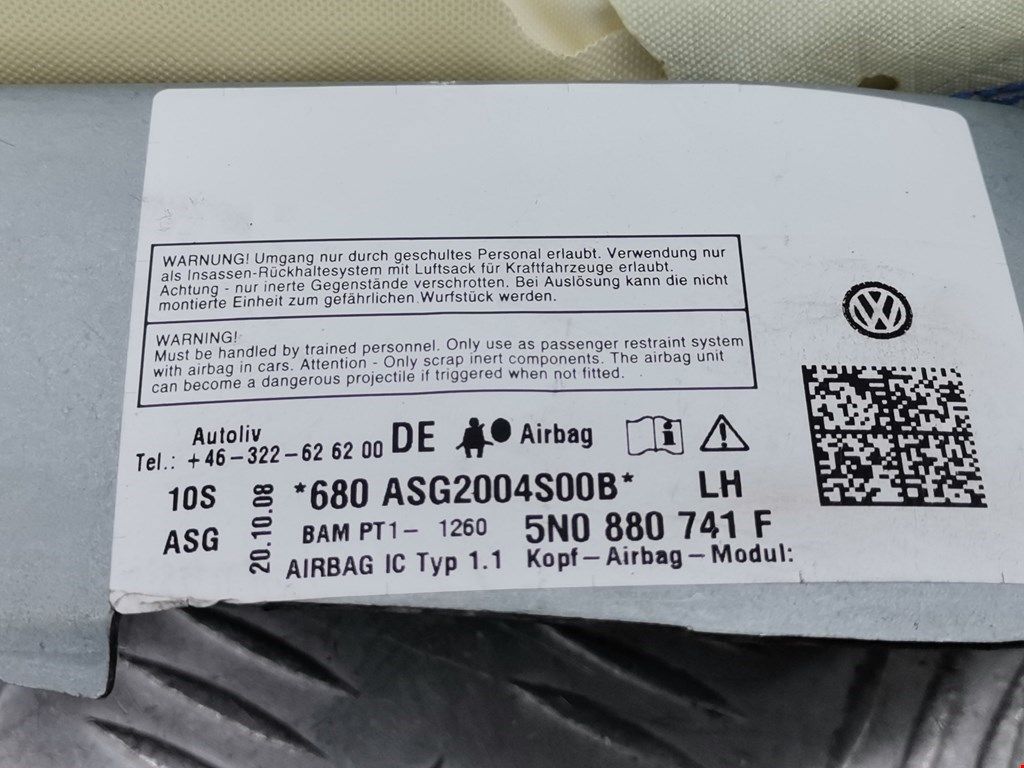 WARNUNG! Umgang nur durch geschultes Personal erlaubt. Verwendung nur
als Insassen-Rückhaltesystem mit Luftsack für Kraftfahrzeuge erlaubt.
Achtung - nur inerte Gegenstände verschrotten. Bei Auslösung kann die nicht
montierte Einheit zum gefährlichen Wurfstück werden.
WARNING!
Must be handled by trained personnel. Only use as passenger restraint system
with airbag in cars. Attention - Only scrap inert components. The airbag unit
can become a dangerous projectile if triggered when not fitted.
Autoliv
Tel.: +46-322-62 62 00 DE Airbag
10S *680 ASG2004S00B* LH
ASG 20.10.08 BAM PT1- 1260 5N0 880 741 F
AIRBAG IC Typ 1.1 Kopf-Airbag-Modul: